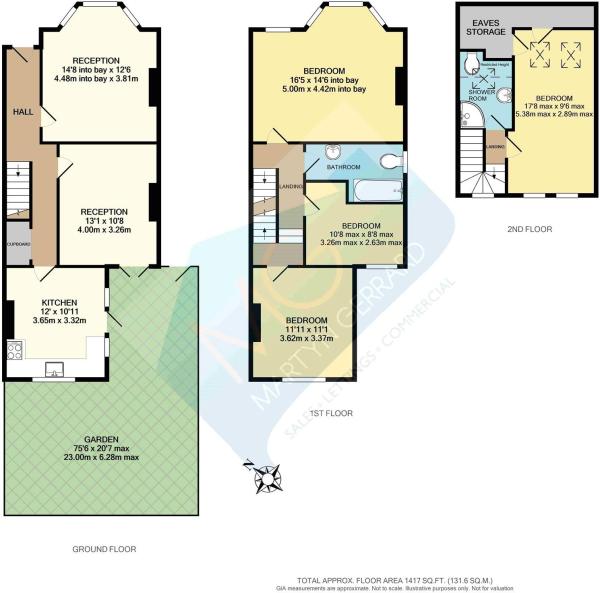 RECEPTION
14'8 into bay x 12'6
4.48m into bay x 3.81m
HALL
RECEPTION
13'1 x 10'8
4.00m x 3.26m
CUPBOARD
KITCHEN
12' x 10'11
3.65m x 3.32m
GARDEN
75'6 x 20'7 max
23.00m x 6.28m max
GROUND FLOOR
BEDROOM
16'5 x 14'6 into bay
5.00m x 4.42m into bay
BATHROOM
LANDING
BEDROOM
10'8 max x 8'8 max
3.26m max x 2.63m max
BEDROOM
11'11 x 11'1
3.62m x 3.37m
1ST FLOOR
EAVES
STORAGE
Restricted Height
SHOWER
ROOM
BEDROOM
17'8 max x 9'6 max
5.38m max x 2.89m max
LANDING
2ND FLOOR
MG
MARTYN GERRARD
SALES • LETTINGS • COMMERCIAL
N
TOTAL APPROX. FLOOR AREA 1417 SQ.FT. (131.6 SQ.M.)
GIA measurements are approximate. Not to scale. Illustrative purposes only. Not for valuation